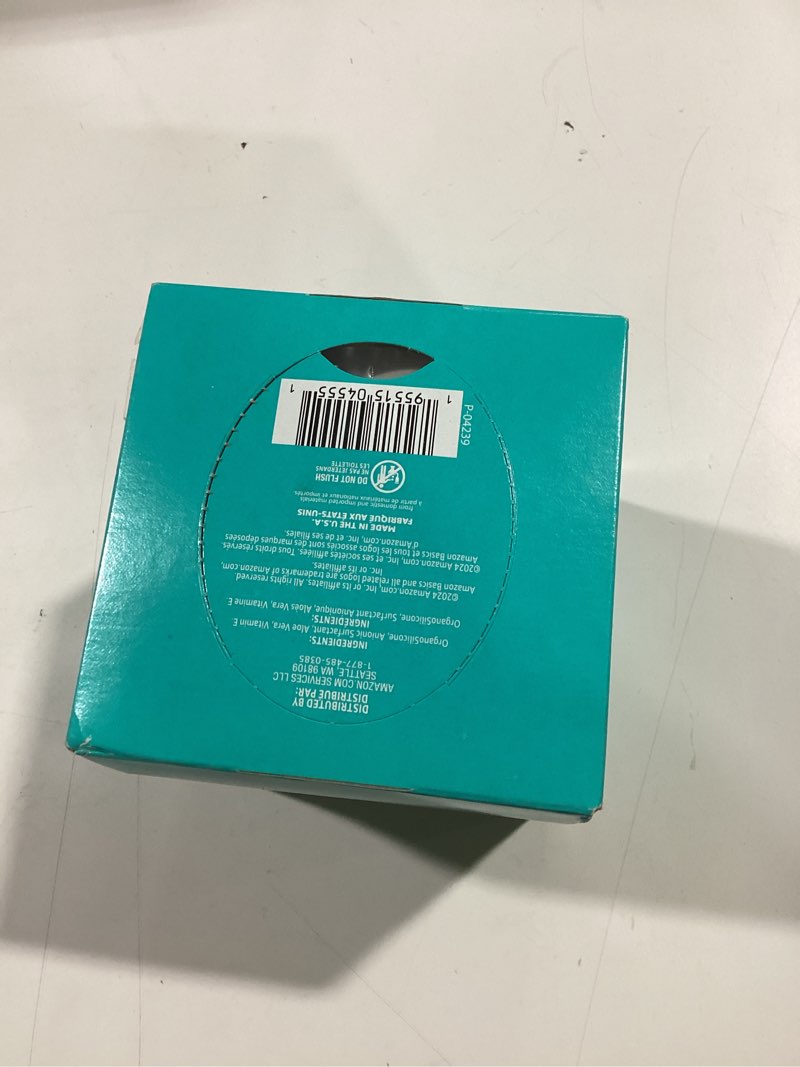 DISTRIBUTED BY
DISTRIBUÉ PAR:
AMAZON.COM SERVICES LLC
SEATTLE, WA 98109
1-877-485-0385
INGREDIENTS:
OrganoSilicone, Anionic Surfactant, Aloe Vera, Vitamin E
INGRÉDIENTS:
OrganoSilicone, Surfactant Anionique, Aloès Vera, Vitamine E
©2024 Amazon.com, Inc. or its affiliates. All rights reserved.
Amazon Basics and all related logos are trademarks of Amazon.com,
Inc. or its affiliates.
©2024 Amazon.com, Inc. et ses sociétés affiliées. Tous droits réservés.
Amazon Basics et tous les logos associés sont des marques déposées
d'Amazon.com, Inc. et de ses filiales.
MADE IN THE U.S.A.
FABRIQUÉ AUX ÉTATS-UNIS
from domestic and imported materials
à partir de matériaux nationaux et importés
DO NOT FLUSH
NE PAS JETER DANS
LES TOILETTE
P-04239
1 95515 04555 1